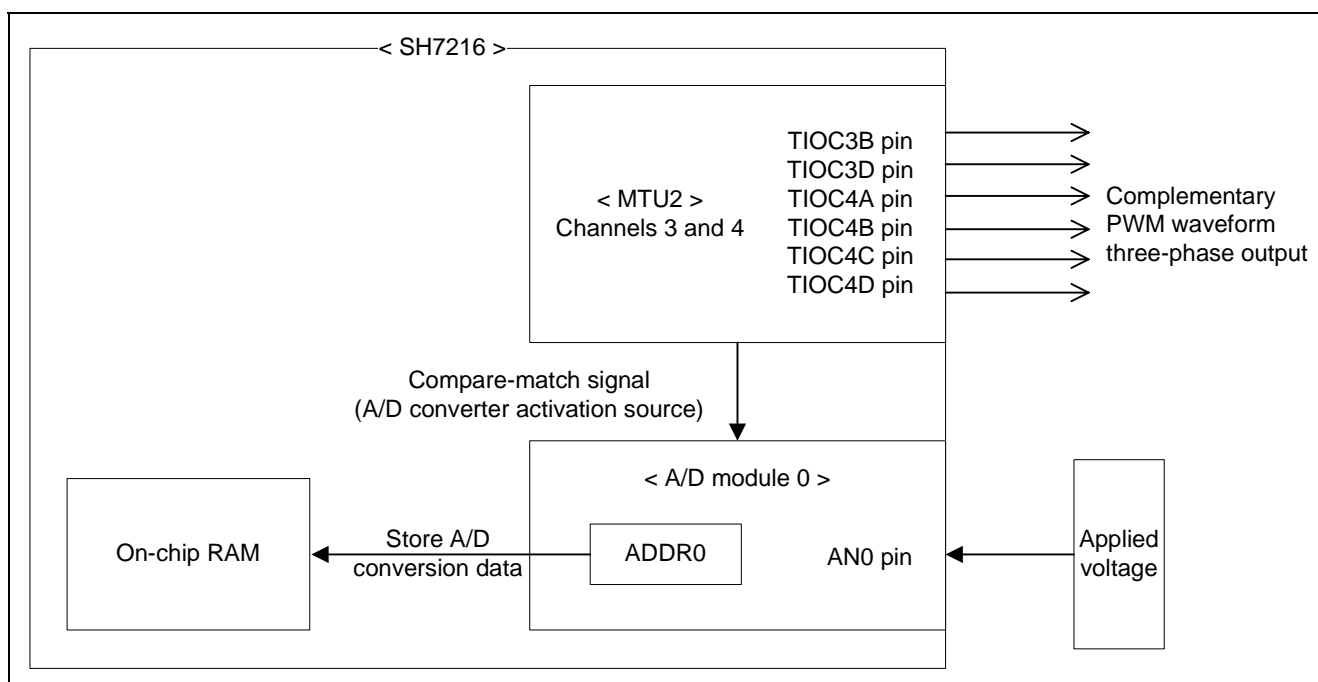 < SH7216 >
TIOC3B pin
TIOC3D pin
TIOC4A pin
TIOC4B pin
TIOC4C pin
TIOC4D pin
< MTU2 >
Channels 3 and 4
Complementary
PWM waveform
three-phase output
Compare-match signal
(A/D converter activation source)
< A/D module 0 >
On-chip RAM
Store A/D
conversion data
ADDR0
AN0 pin
Applied
voltage